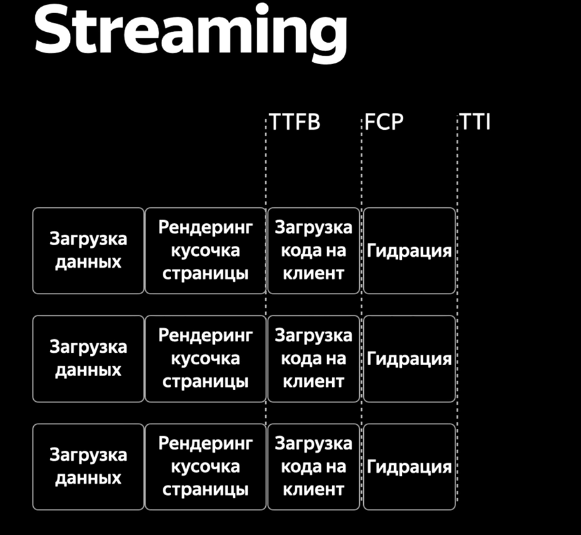 Streaming
TTFB
FCP
TTI
Загрузка
данных
Рендеринг
кусочка
страницы
Загрузка
кода на
клиент
Гидрация
Загрузка
данных
Рендеринг
кусочка
страницы
Загрузка
кода на
клиент
Гидрация
Загрузка
данных
Рендеринг
кусочка
страницы
Загрузка
кода на
клиент
Гидрация